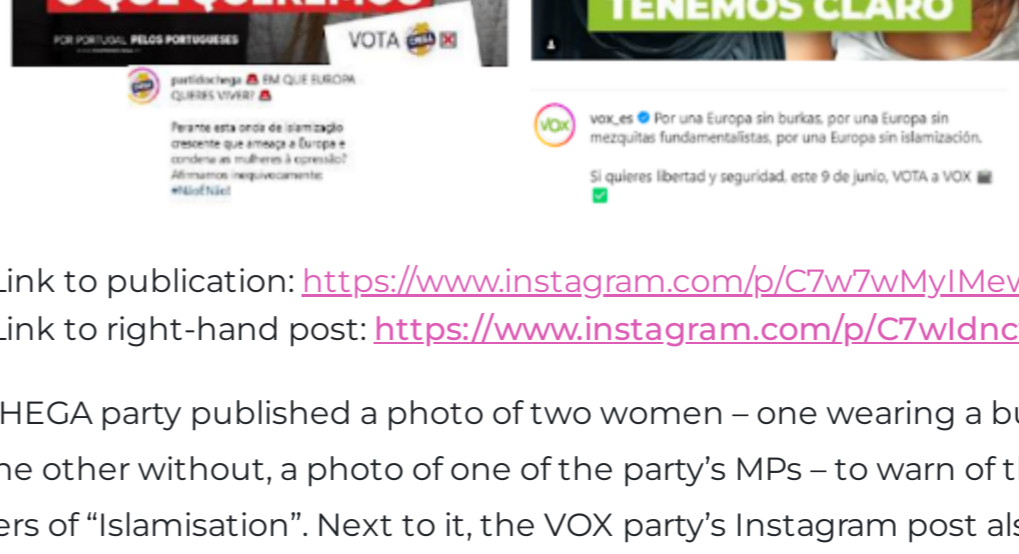 O QUE QUEREMOS
TENEMOS CLARO
POR PORTUGAL PELOS PORTUGUESES
VOTA CHEGA
partidochega EM QUE EUROPA
QUERES VIVER?
Perante esta onda de islamização
crescente que ameaça a Europa e
condena as mulheres à opressão?
Afirmamos inequivocamente:
#NãoÉNão!
VOX
vox_es Por una Europa sin burkas, por una Europa sin
mezquitas fundamentalistas, por una Europa sin islamización.
Si quieres libertad y seguridad, este 9 de junio, VOTA a VOX
Link to publication: https://www.instagram.com/p/C7w7wMyIMe
Link to right-hand post: https://www.instagram.com/p/C7wIdnc
HEGA party published a photo of two women – one wearing a bu
he other without, a photo of one of the party’s MPs – to warn of t
ers of “Islamisation”. Next to it, the VOX party’s Instagram post als